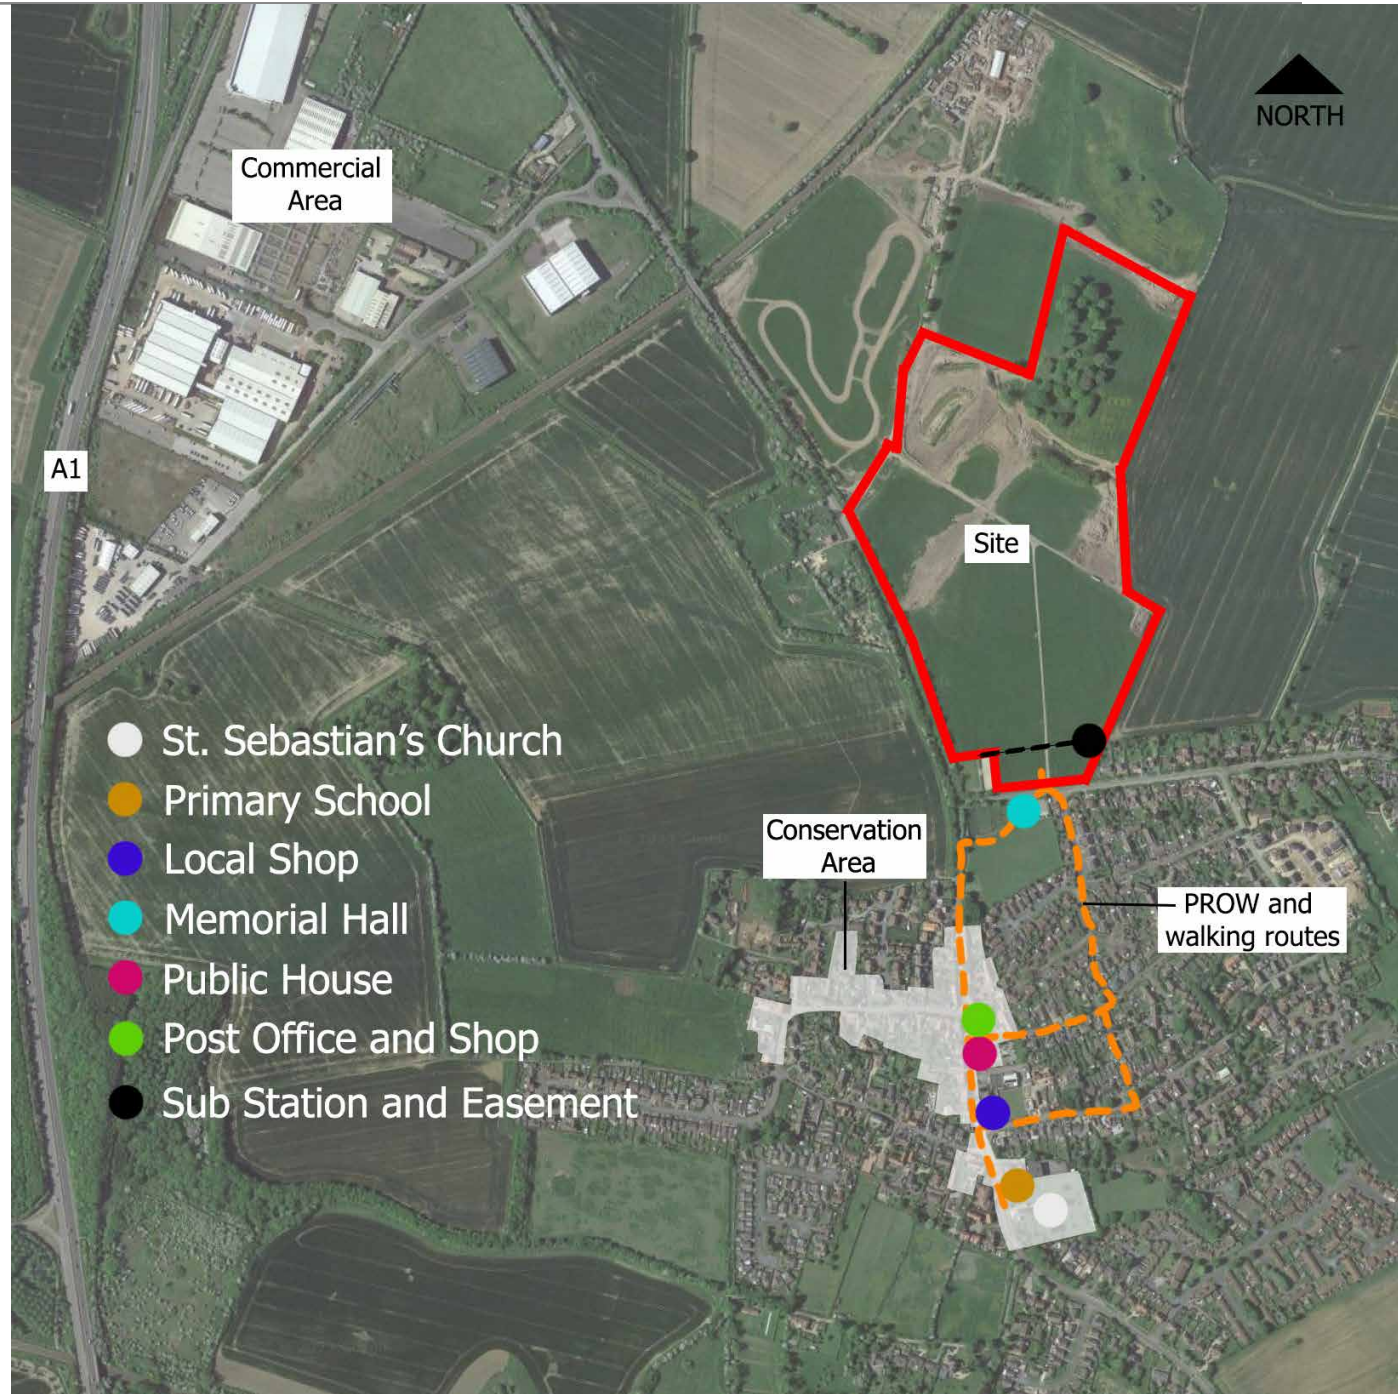 NORTH
Commercial
Area
A1
Site
St. Sebastian's Church
Primary School
Local Shop
Memorial Hall
Public House
Post Office and Shop
Sub Station and Easement
Conservation
Area
PROW and
walking routes